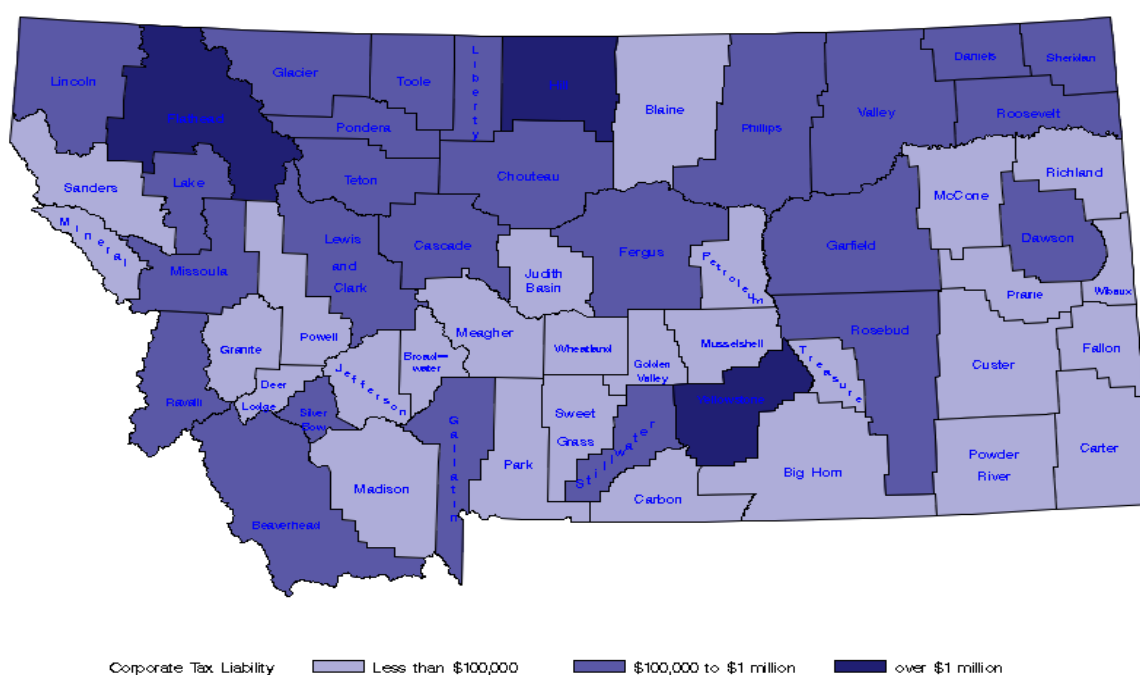 Lincoln
Flathead
Glacier
Toole
Liberty
Hill
Blaine
Phillips
Valley
Daniels
Sheridan
Roosevelt
Pondera
Teton
Chouteau
Sanders
Lake
Mineral
Missoula
Lewis
and
Clark
Cascade
Judith
Basin
Fergus
Petroleum
Garfield
McCone
Richland
Dawson
Prarie
Wibaux
Granite
Powell
Deer
Lodge
Jefferson
Broad–
water
Meagher
Wheatland
Golden
Valley
Musselshell
Treasure
Rosebud
Custer
Fallon
Ravalli
Silver
Bow
Gallatin
Sweet
Grass
Stillwater
Yellowstone
Park
Madison
Beaverhead
Carbon
Big Horn
Powder
River
Carter
Corporate Tax Liability Less than $100,000 $100,000 to $1 million over $1 million